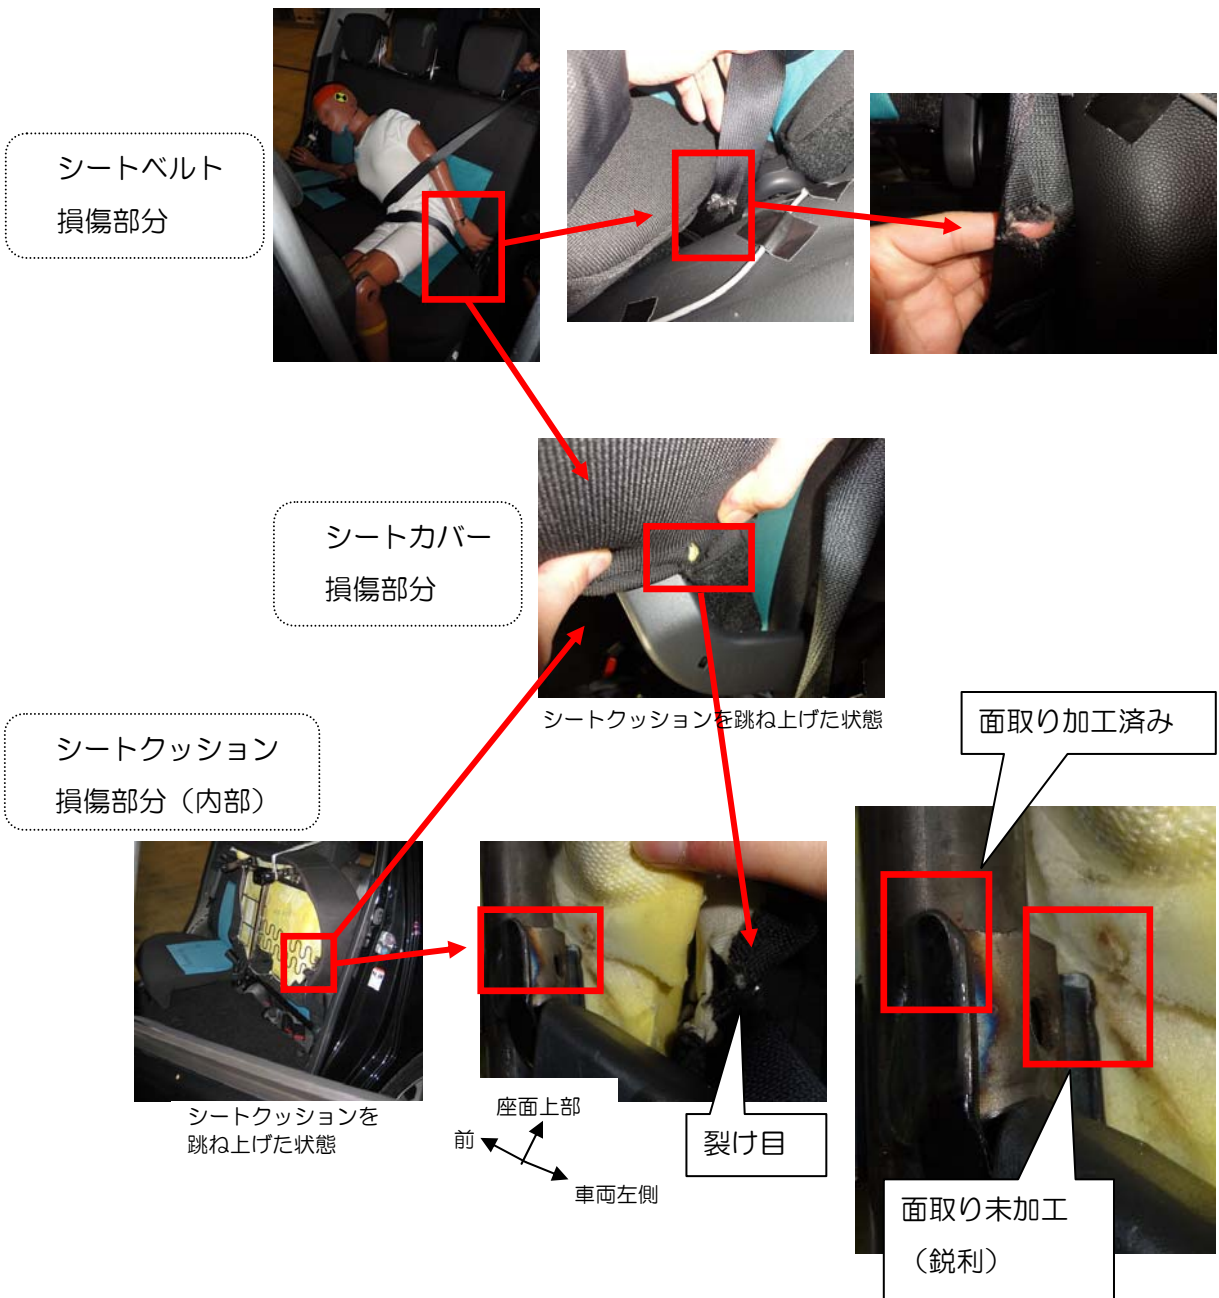 シートベルト
損傷部分
シートカバー
損傷部分
シートクッションを跳ね上げた状態
面取り加工済み
シートクッション
損傷部分（内部）
シートクッションを
跳ね上げた状態
座面上部
前
車両左側
裂け目
面取り未加工
（鋭利）